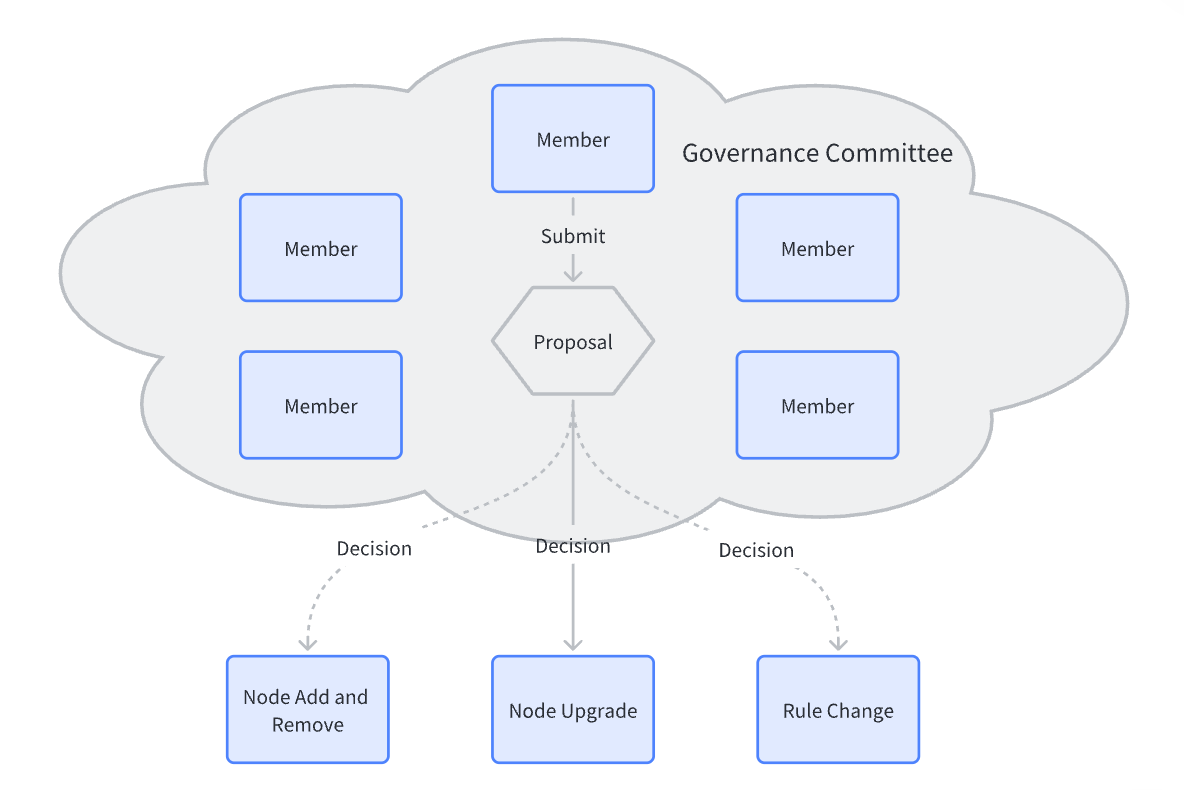 Member
Governance Committee
Member
Submit
Member
Proposal
Member
Member
Decision
Decision
Decision
Node Add and
Remove
Node Upgrade
Rule Change